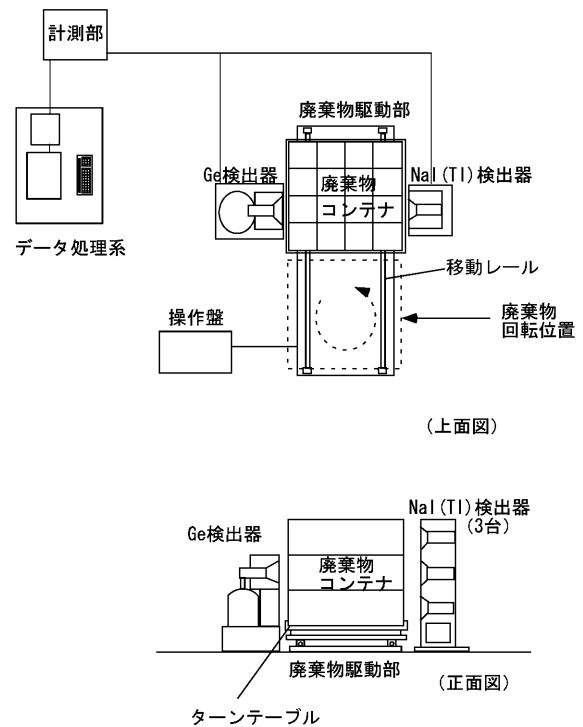 計測部
廃棄物駆動部
Ge検出器
廃棄物
コンテナ
NaI(Tl)検出器
データ処理系
移動レール
操作盤
廃棄物
回転位置
(上面図)
NaI(Tl)検出器
(3台)
Ge検出器
廃棄物
コンテナ
廃棄物駆動部
(正面図)
ターンテーブル